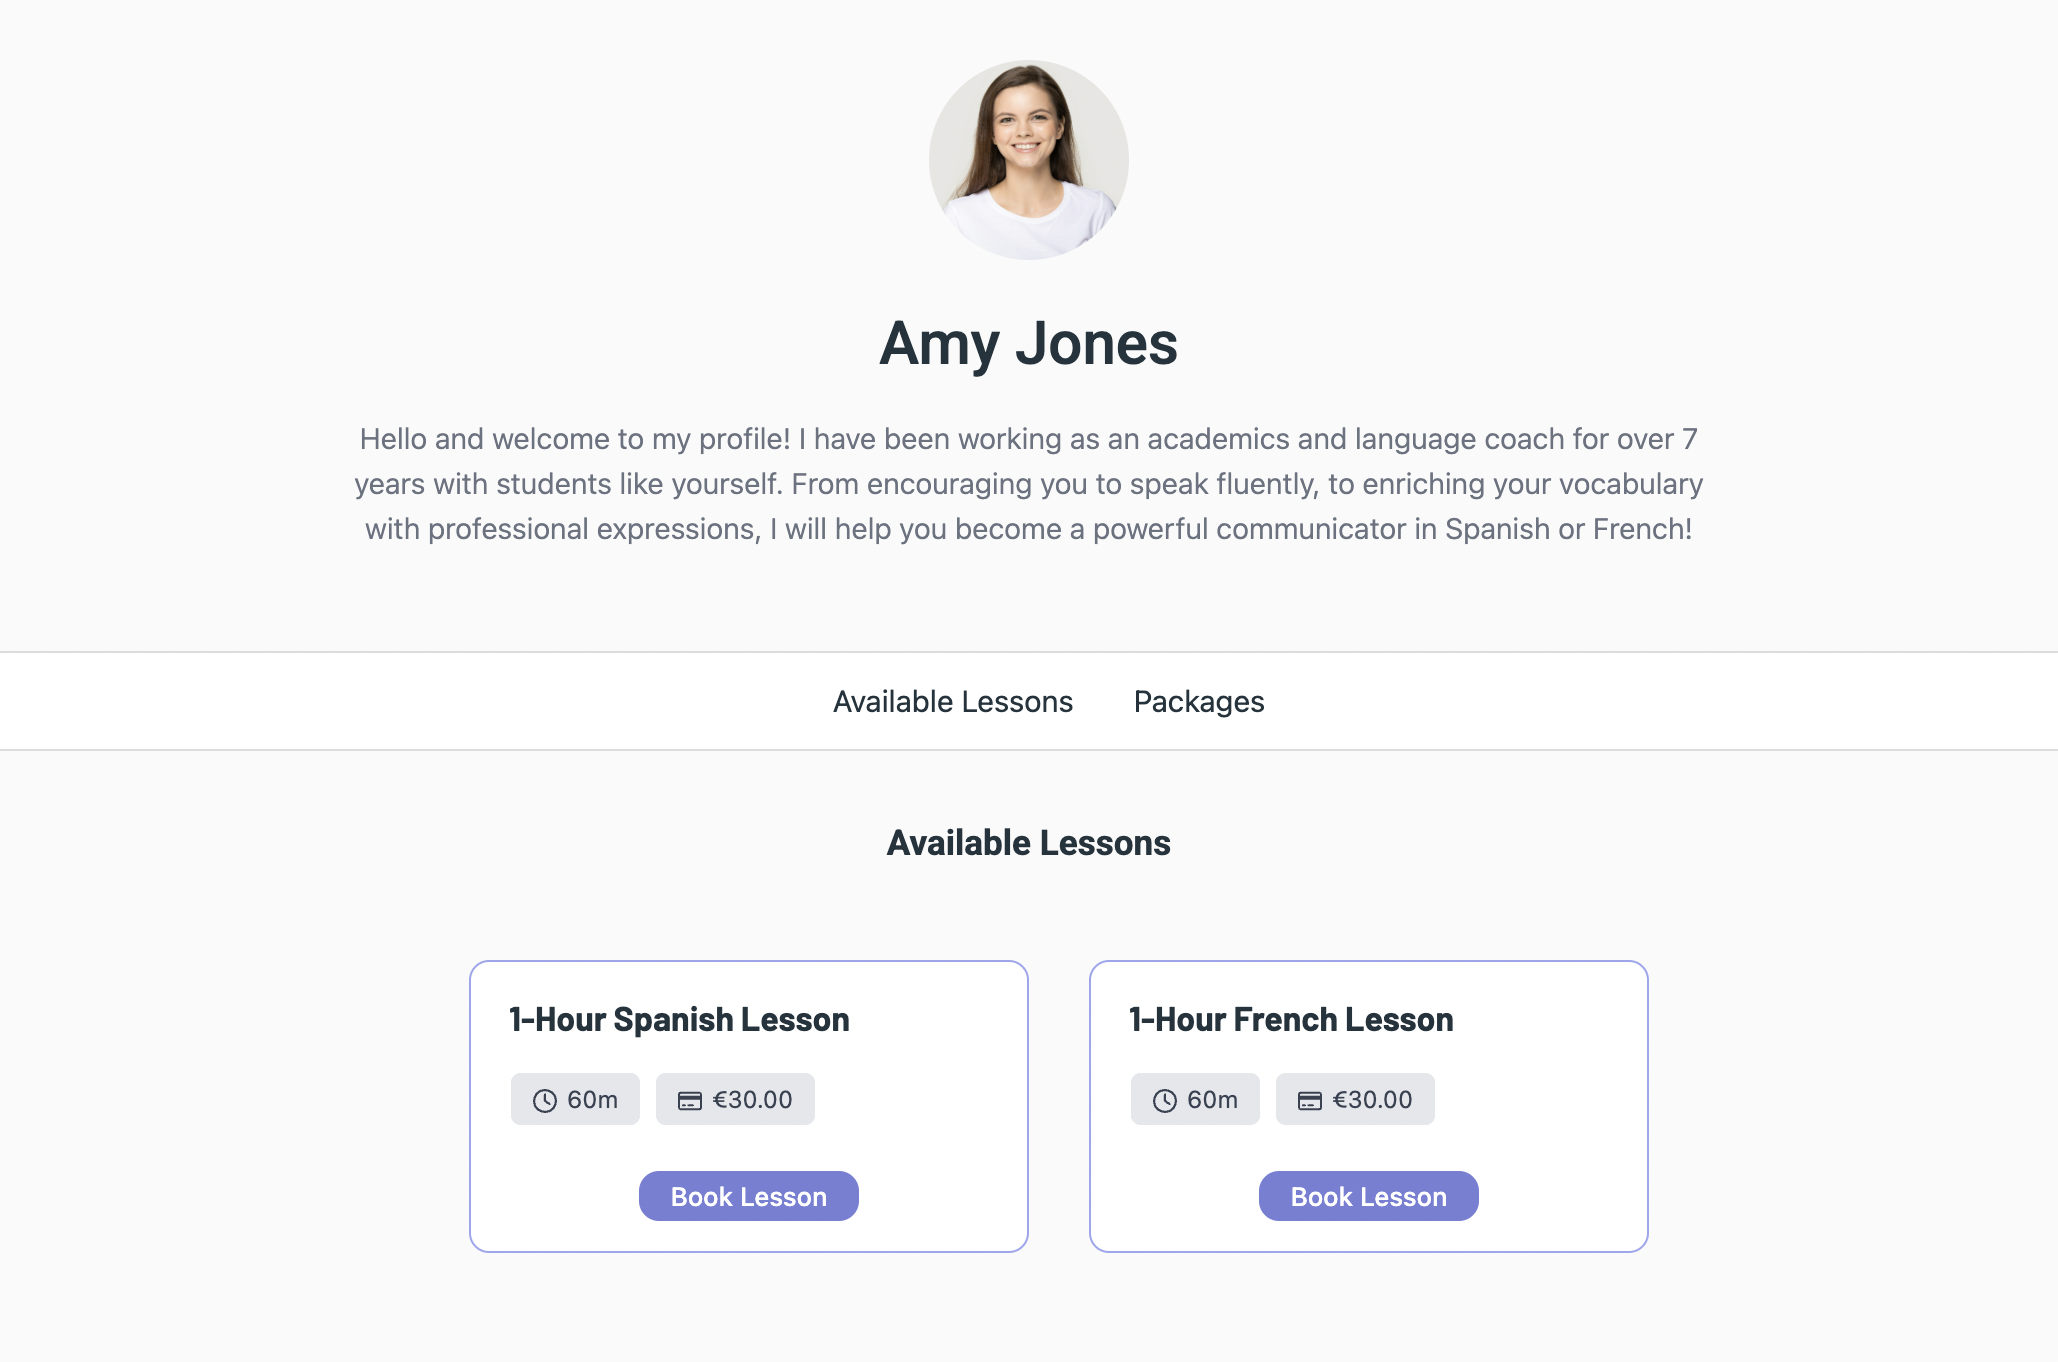 Amy Jones
Hello and welcome to my profile! I have been working as an academics and language coach for over 7
years with students like yourself. From encouraging you to speak fluently, to enriching your vocabulary
with professional expressions, I will help you become a powerful communicator in Spanish or French!
Available Lessons Packages
Available Lessons
1-Hour Spanish Lesson
60m €30.00
Book Lesson
1-Hour French Lesson
60m €30.00
Book Lesson